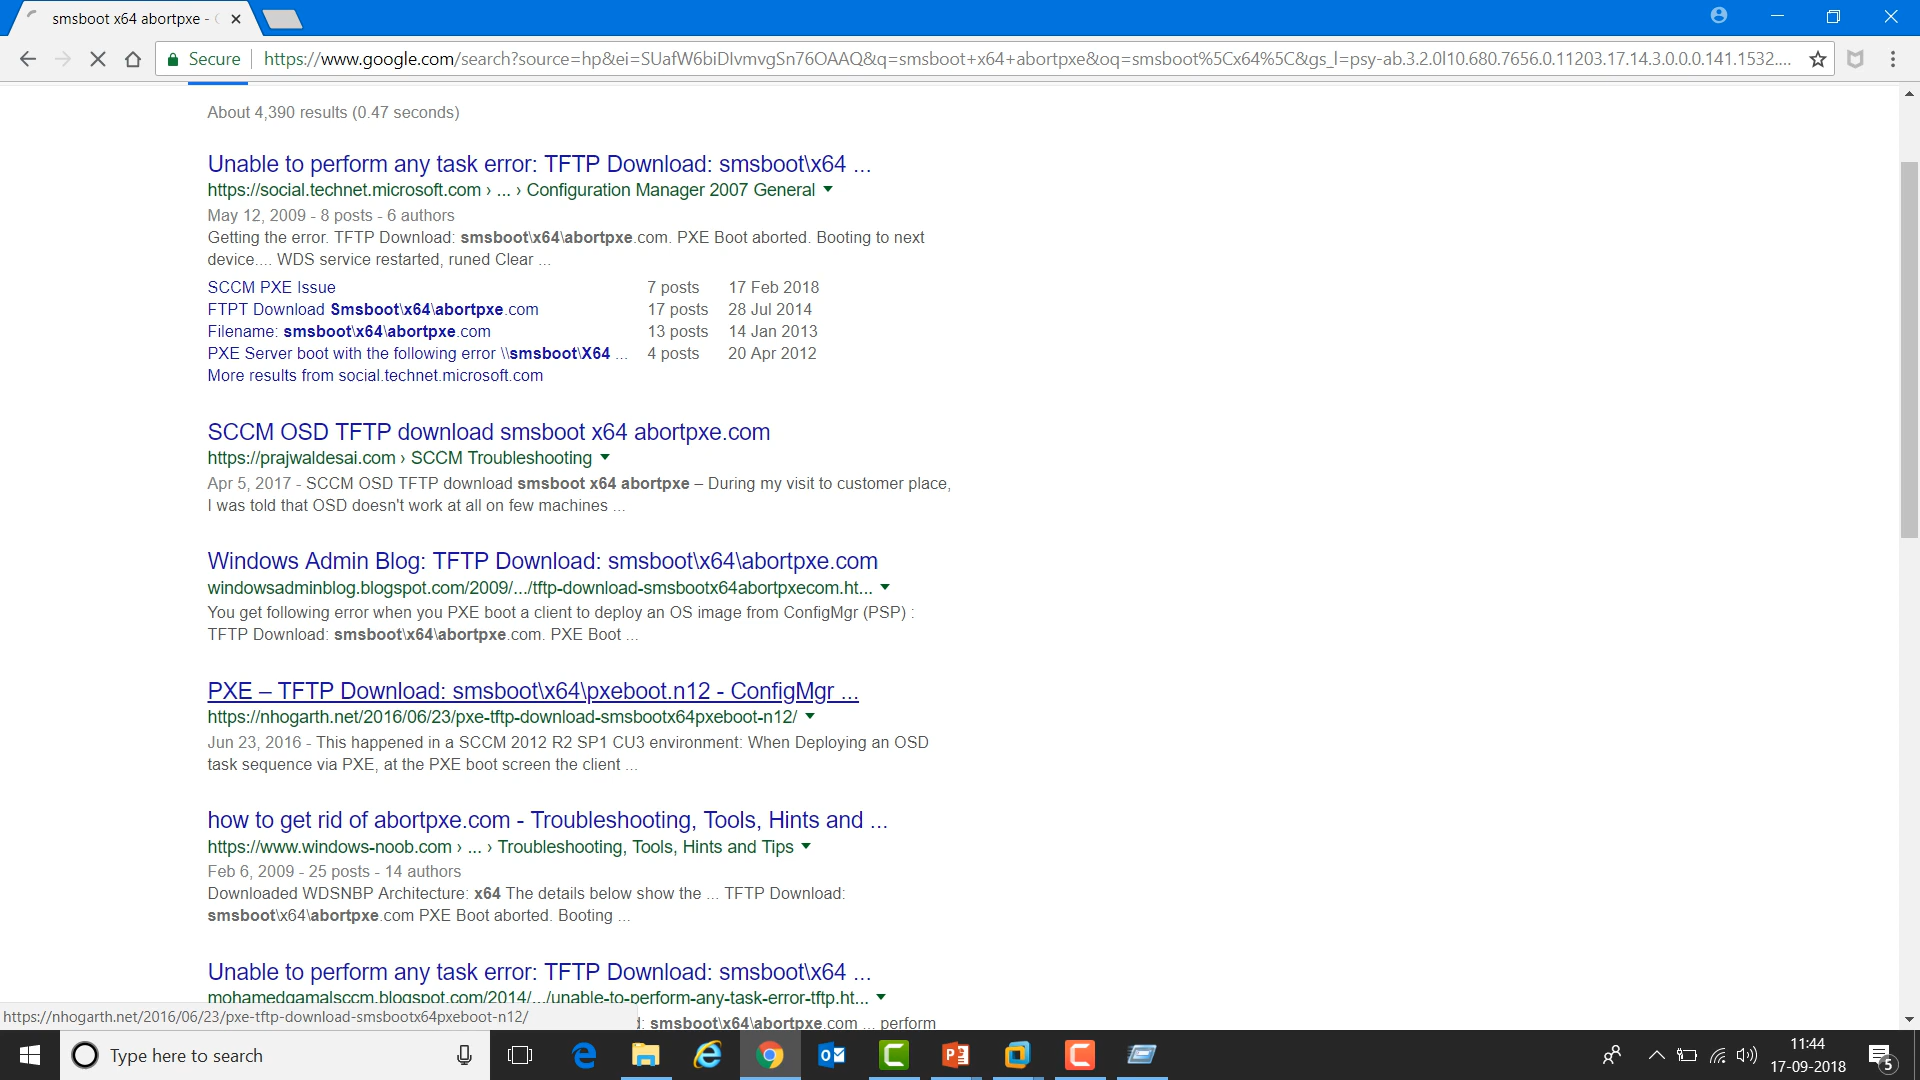 smsboot x64 abortpxe -
Secure
https://www.google.com/search?source=hp&ei=SUafW6biDIvmvgSn76OAAQ&q=smsboot+x64+abortpxe&oq=smsboot%5Cx64%5C&gs_l=psy-ab.3.2.0l10.680.7656.0.11203.17.14.3.0.0.0.141.1532....
About 4,390 results (0.47 seconds)
Unable to perform any task error: TFTP Download: smsboot\x64 ...
https://social.technet.microsoft.com › ... › Configuration Manager 2007 General
May 12, 2009 - 8 posts - 6 authors
Getting the error. TFTP Download: smsboot\x64\abortpxe.com. PXE Boot aborted. Booting to next
device.... WDS service restarted, runed Clear ...
SCCM PXE Issue 7 posts 17 Feb 2018
FTPT Download Smsboot\x64\abortpxe.com 17 posts 28 Jul 2014
Filename: smsboot\x64\abortpxe.com 13 posts 14 Jan 2013
PXE Server boot with the following error \\smsboot\X64 ... 4 posts 20 Apr 2012
More results from social.technet.microsoft.com
SCCM OSD TFTP download smsboot x64 abortpxe.com
https://prajwaldesai.com › SCCM Troubleshooting
Apr 5, 2017 - SCCM OSD TFTP download smsboot x64 abortpxe – During my visit to customer place,
I was told that OSD doesn't work at all on few machines ...
Windows Admin Blog: TFTP Download: smsboot\x64\abortpxe.com
windowsadminblog.blogspot.com/2009/.../tftp-download-smsbootx64abortpxecom.ht...
You get following error when you PXE boot a client to deploy an OS image from ConfigMgr (PSP) :
TFTP Download: smsboot\x64\abortpxe.com. PXE Boot ...
PXE – TFTP Download: smsboot\x64\pxeboot.n12 - ConfigMgr ...
https://nhogarth.net/2016/06/23/pxe-tftp-download-smsbootx64pxeboot-n12/
Jun 23, 2016 - This happened in a SCCM 2012 R2 SP1 CU3 environment: When Deploying an OSD
task sequence via PXE, at the PXE boot screen the client ...
how to get rid of abortpxe.com - Troubleshooting, Tools, Hints and ...
https://www.windows-noob.com › ... › Troubleshooting, Tools, Hints and Tips
Feb 6, 2009 - 25 posts - 14 authors
Downloaded WDSNBP Architecture: x64 The details below show the ... TFTP Download:
smsboot\x64\abortpxe.com PXE Boot aborted. Booting ...
Unable to perform any task error: TFTP Download: smsboot\x64 ...
mohamedgamalsccm.blogspot.com/2014/.../unable-to-perform-any-task-error-tftp.ht...
https://nhogarth.net/2016/06/23/pxe-tftp-download-smsbootx64pxeboot-n12/
: smsboot\x64\abortpxe.com ... perform
Type here to search
11:44
17-09-2018
5